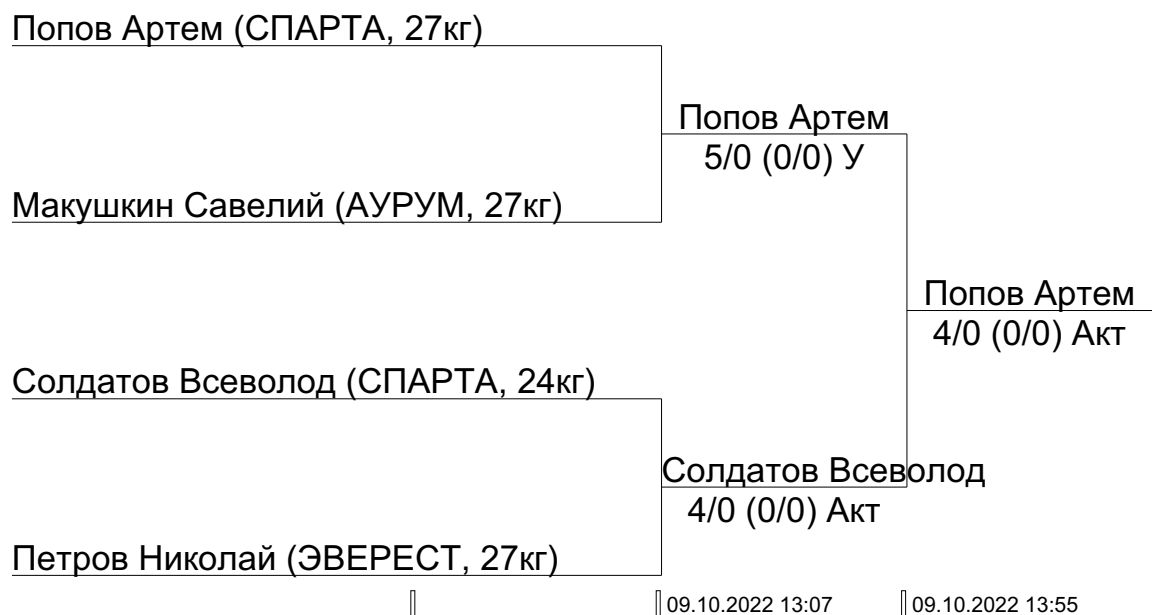 Попов Артем (СПАРТА, 27кг)
Попов Артем
5/0 (0/0) У
Макушкин Савелий (АУРУМ, 27кг)
Попов Артем
4/0 (0/0) Акт
Солдатов Всеволод (СПАРТА, 24кг)
Солдатов Всеволод
4/0 (0/0) Акт
Петров Николай (ЭВЕРЕСТ, 27кг)
09.10.2022 13:07
09.10.2022 13:55